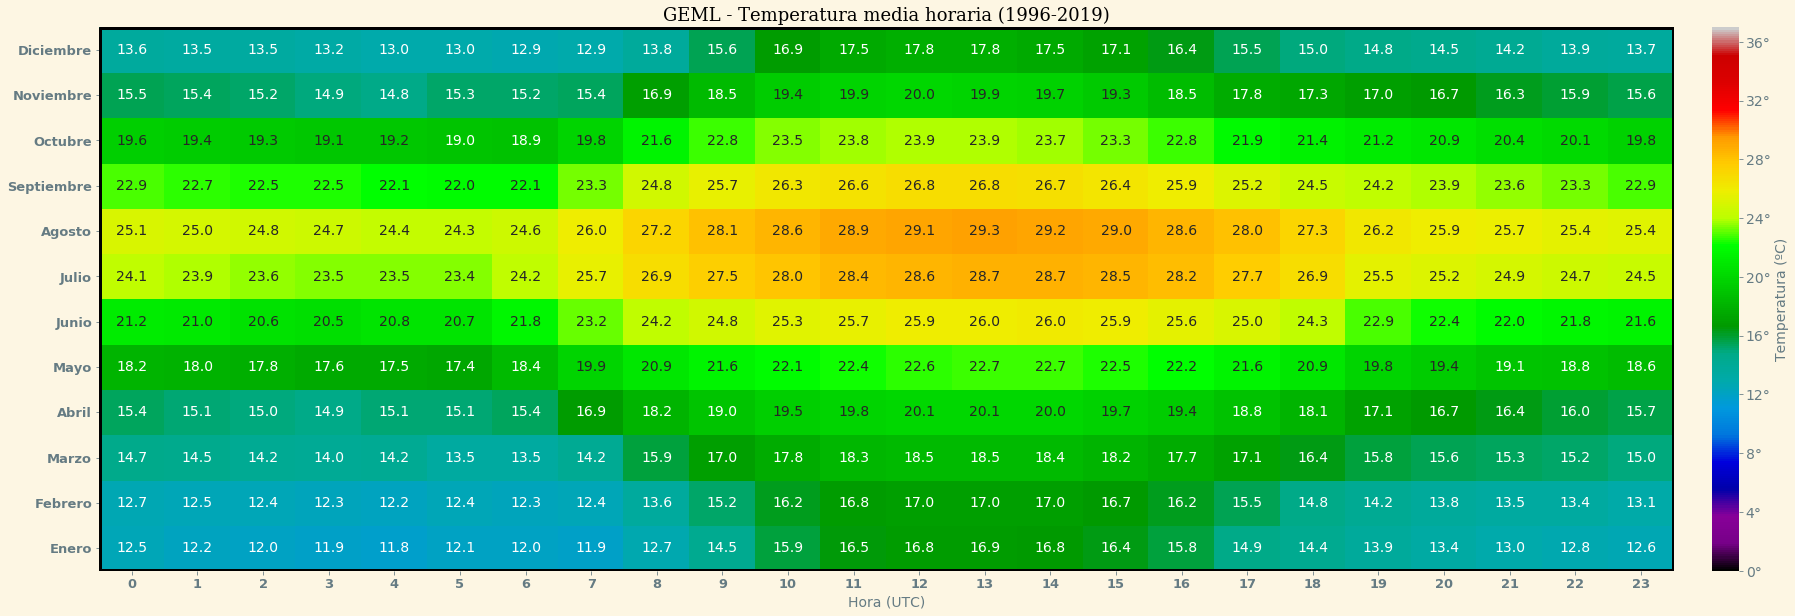 GEML - Temperatura media horaria (1996-2019)
Diciembre 13.6 13.5 13.5 13.2 13.0 13.0 12.9 12.9 13.8 15.6 16.9 17.5 17.8 17.8 17.5 17.1 16.4 15.5 15.0 14.8 14.5 14.2 13.9 13.7
Noviembre 15.5 15.4 15.2 14.9 14.8 15.3 15.2 15.4 16.9 18.5 19.4 19.9 20.0 19.9 19.7 19.3 18.5 17.8 17.3 17.0 16.7 16.3 15.9 15.6
Octubre 19.6 19.4 19.3 19.1 19.2 19.0 18.9 19.8 21.6 22.8 23.5 23.8 23.9 23.9 23.7 23.3 22.8 21.9 21.4 21.2 20.9 20.4 20.1 19.8
Septiembre 22.9 22.7 22.5 22.5 22.1 22.0 22.1 23.3 24.8 25.7 26.3 26.6 26.8 26.8 26.7 26.4 25.9 25.2 24.5 24.2 23.9 23.6 23.3 22.9
Agosto 25.1 25.0 24.8 24.7 24.4 24.3 24.6 26.0 27.2 28.1 28.6 28.9 29.1 29.3 29.2 29.0 28.6 28.0 27.3 26.2 25.9 25.7 25.4 25.4
Julio 24.1 23.9 23.6 23.5 23.5 23.4 24.2 25.7 26.9 27.5 28.0 28.4 28.6 28.7 28.7 28.5 28.2 27.7 26.9 25.5 25.2 24.9 24.7 24.5
Junio 21.2 21.0 20.6 20.5 20.8 20.7 21.8 23.2 24.2 24.8 25.3 25.7 25.9 26.0 26.0 25.9 25.6 25.0 24.3 22.9 22.4 22.0 21.8 21.6
Mayo 18.2 18.0 17.8 17.6 17.5 17.4 18.4 19.9 20.9 21.6 22.1 22.4 22.6 22.7 22.7 22.5 22.2 21.6 20.9 19.8 19.4 19.1 18.8 18.6
Abril 15.4 15.1 15.0 14.9 15.1 15.1 15.4 16.9 18.2 19.0 19.5 19.8 20.1 20.1 20.0 19.7 19.4 18.8 18.1 17.1 16.7 16.4 16.0 15.7
Marzo 14.7 14.5 14.2 14.0 14.2 13.5 13.5 14.2 15.9 17.0 17.8 18.3 18.5 18.5 18.4 18.2 17.7 17.1 16.4 15.8 15.6 15.3 15.2 15.0
Febrero 12.7 12.5 12.4 12.3 12.2 12.4 12.3 12.4 13.6 15.2 16.2 16.8 17.0 17.0 17.0 16.7 16.2 15.5 14.8 14.2 13.8 13.5 13.4 13.1
Enero 12.5 12.2 12.0 11.9 11.8 12.1 12.0 11.9 12.7 14.5 15.9 16.5 16.8 16.9 16.8 16.4 15.8 14.9 14.4 13.9 13.4 13.0 12.8 12.6
0 1 2 3 4 5 6 7 8 9 10 11 12 13 14 15 16 17 18 19 20 21 22 23
Hora (UTC)
36°
32°
28°
24°
20°
16°
12°
8°
4°
0°
Temperatura (ºC)